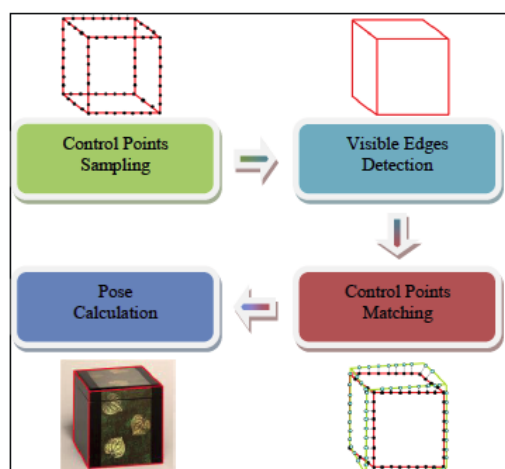 Control Points
Sampling
Visible Edges
Detection
Pose
Calculation
Control Points
Matching